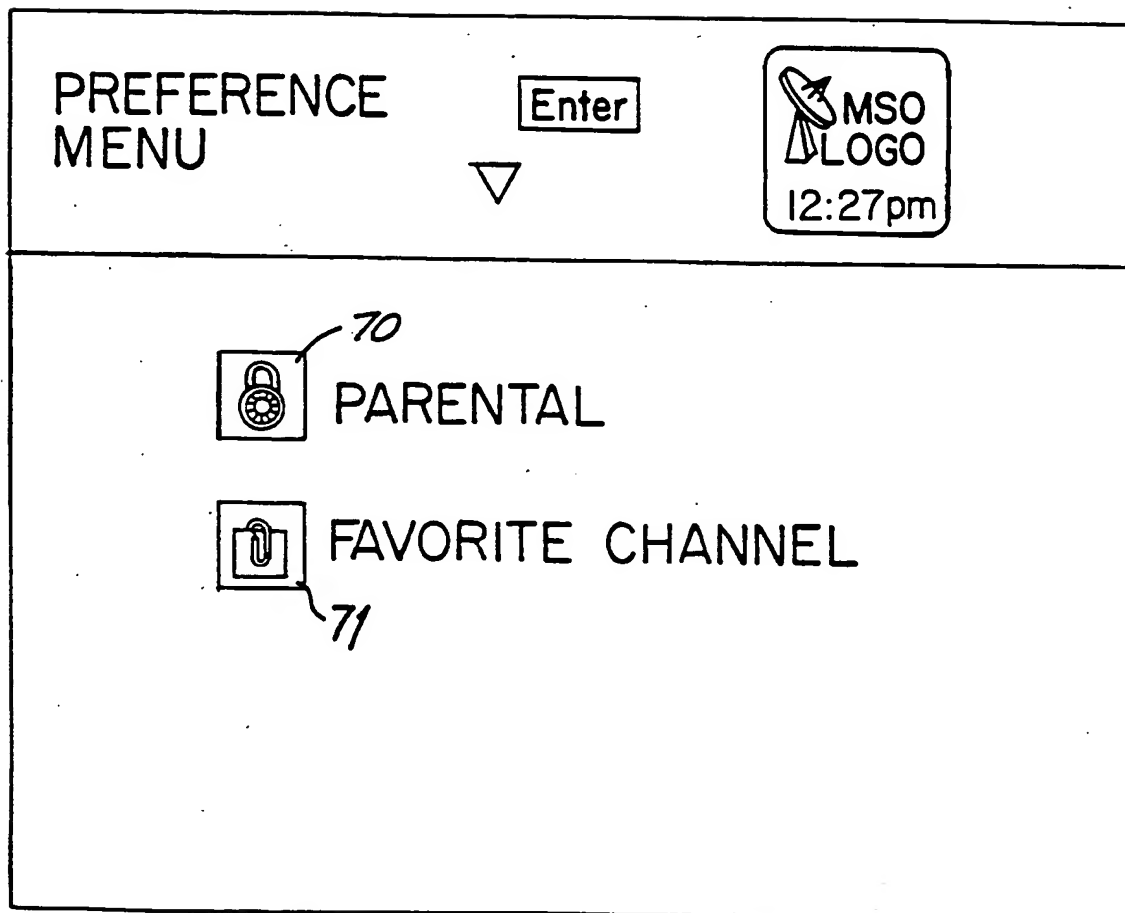 PREFERENCE
MENU
Enter
MSO
LOGO
12:27pm
70
PARENTAL
FAVORITE CHANNEL
71